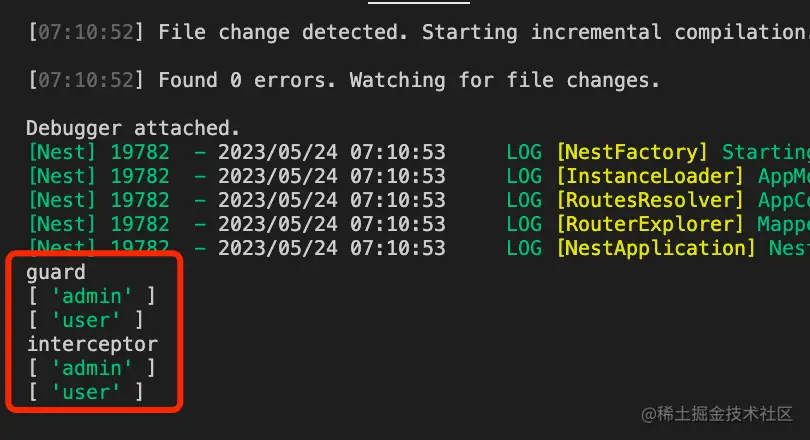 [07:10:52] File change detected. Starting incremental compilation.
[07:10:52] Found 0 errors. Watching for file changes.
Debugger attached.
[Nest] 19782  - 2023/05/24 07:10:53     LOG [NestFactory] Starting
[Nest] 19782  - 2023/05/24 07:10:53     LOG [InstanceLoader] AppMo
[Nest] 19782  - 2023/05/24 07:10:53     LOG [RoutesResolver] AppCo
[Nest] 19782  - 2023/05/24 07:10:53     LOG [RouterExplorer] Mappe
[Nest] 19782  - 2023/05/24 07:10:53     LOG [NestApplication] Nest
guard
[ 'admin' ]
[ 'user' ]
interceptor
[ 'admin' ]
[ 'user' ]
@稀土掘金技术社区